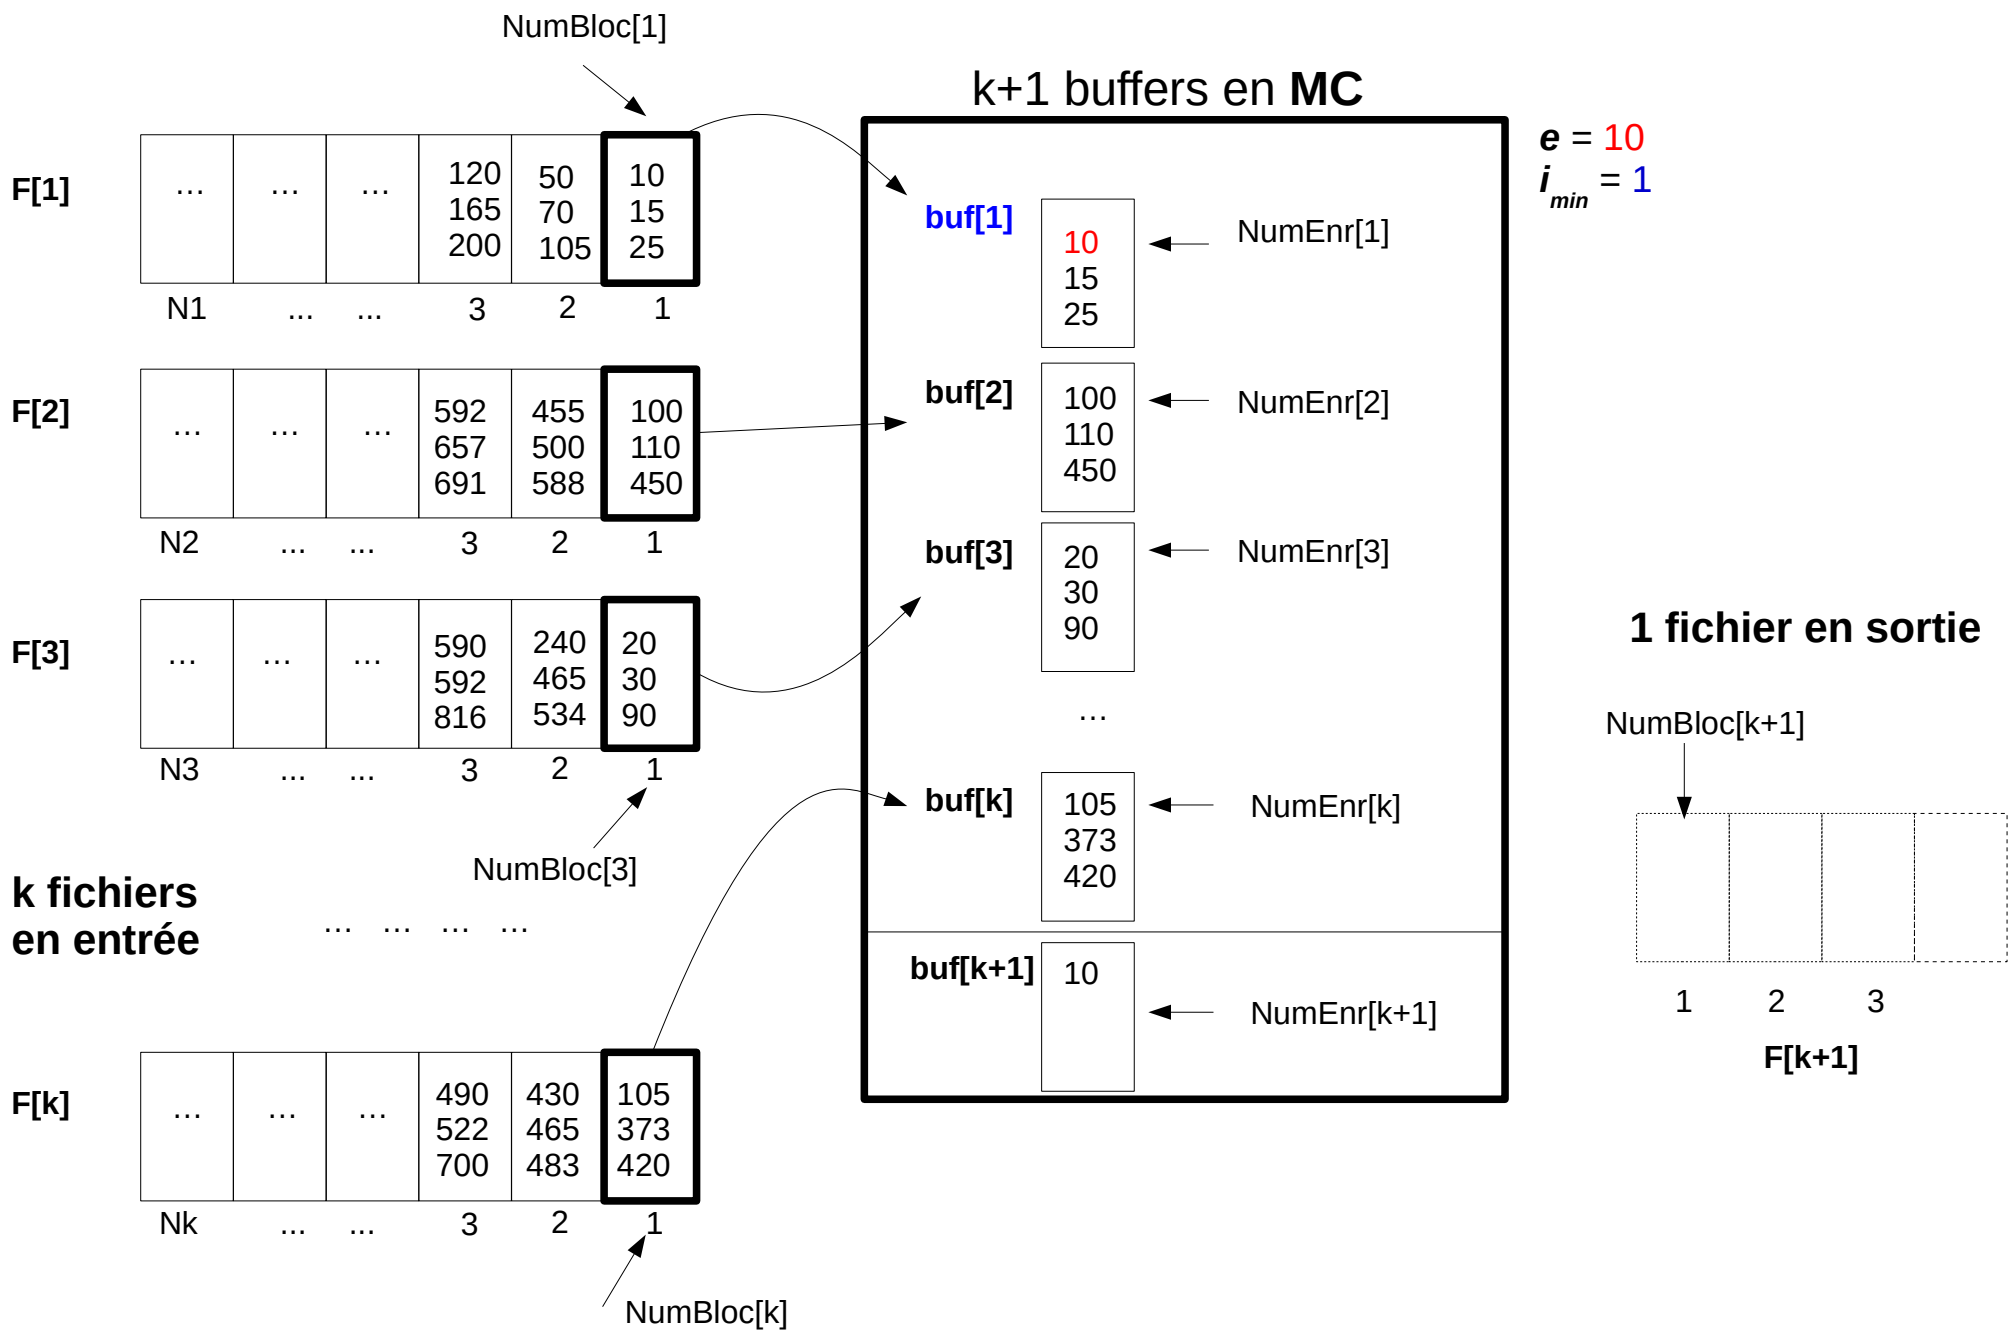 NumBloc[1]
k+1 buffers en MC
e = 10
i min = 1
F[1]
... ... ... 120 50 10
165 70 15
200 105 25
N1 ... ... 3 2 1
buf[1]
10
15
25
NumEnr[1]
F[2]
... ... ... 592 455 100
657 500 110
691 588 450
N2 ... ... 3 2 1
buf[2]
100
110
450
NumEnr[2]
F[3]
... ... ... 590 240 20
592 465 30
816 534 90
N3 ... ... 3 2 1
NumBloc[3]
buf[3]
20
30
90
NumEnr[3]
...
k fichiers
en entrée
... ... ... ...
buf[k]
105
373
420
NumEnr[k]
buf[k+1]
10
NumEnr[k+1]
F[k]
... ... ... 490 430 105
522 465 373
700 483 420
Nk ... ... 3 2 1
NumBloc[k]
1 fichier en sortie
NumBloc[k+1]
1 2 3
F[k+1]